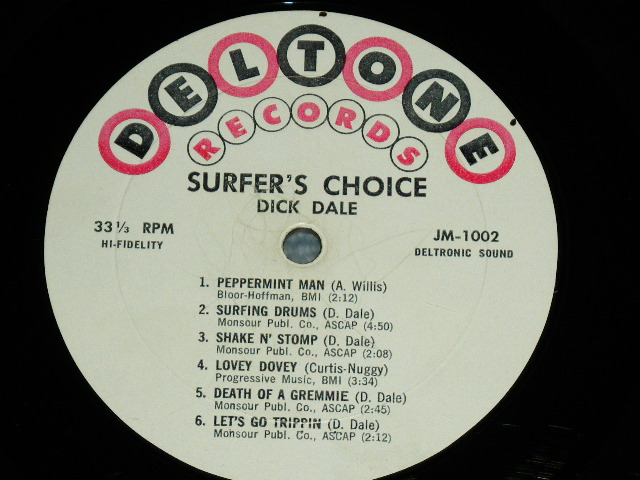 DELTONE
RECORDS
SURFER'S CHOICE
DICK DALE
33 1/3 RPM
HI-FIDELITY
JM-1002
DELTRONIC SOUND
1. PEPPERMINT MAN (A. Willis)
Bloor-Hoffman, BMI (2:12)
2. SURFING DRUMS (D. Dale)
Monsour Publ. Co., ASCAP (4:50)
3. SHAKE N' STOMP (D. Dale)
Monsour Publ. Co., ASCAP (2:08)
4. LOVEY DOVEY (Curtis-Nuggy)
Progressive Music, BMI (3:34)
5. DEATH OF A GREMMIE (D. Dale)
Monsour Publ. Co., ASCAP (2:45)
6. LET'S GO TRIPPIN (D. Dale)
Monsour Publ. Co., ASCAP (2:12)